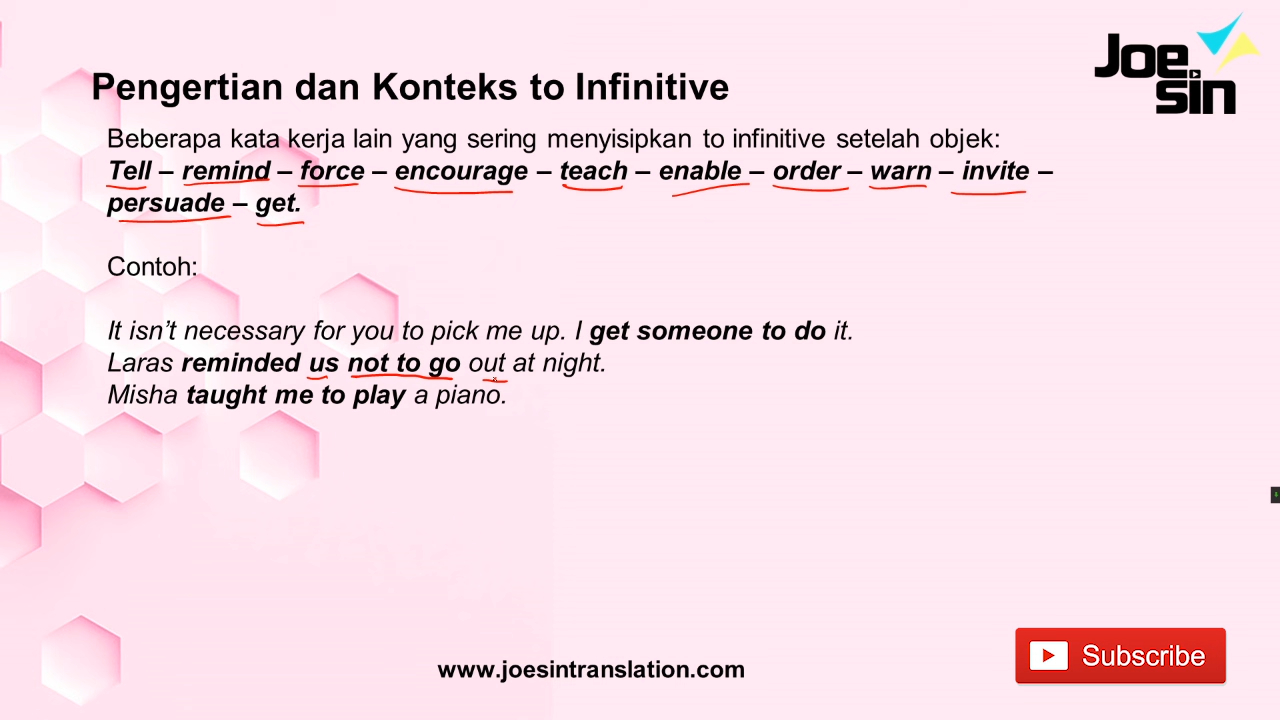 Joe
sin
Pengertian dan Konteks to Infinitive
Beberapa kata kerja lain yang sering menyisipkan to infinitive setelah objek:
Tell – remind – force – encourage – teach – enable – order – warn – invite –
persuade – get.
Contoh:
It isn’t necessary for you to pick me up. I get someone to do it.
Laras reminded us not to go out at night.
Misha taught me to play a piano.
www.joesintranslation.com
Subscribe